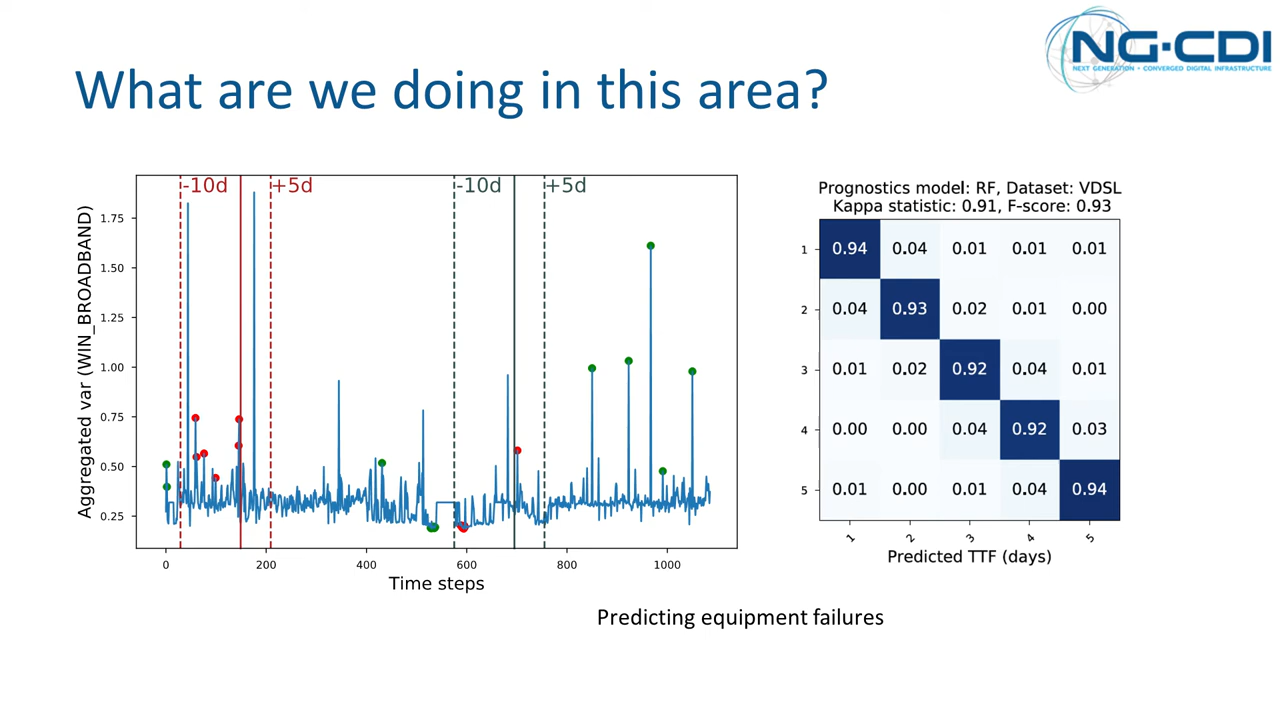 NG-CDI
NEXT GENERATION • CONVERGED DIGITAL INFRASTRUCTURE
What are we doing in this area?
-10d +5d -10d +5d
Aggregated var (WIN_BROADBAND)
1.75
1.50
1.25
1.00
0.75
0.50
0.25
0 200 400 600 800 1000
Time steps
Prognostics model: RF, Dataset: VDSL
Kappa statistic: 0.91, F-score: 0.93
1 0.94 0.04 0.01 0.01 0.01
2 0.04 0.93 0.02 0.01 0.00
3 0.01 0.02 0.92 0.04 0.01
4 0.00 0.00 0.04 0.92 0.03
5 0.01 0.00 0.01 0.04 0.94
1 2 3 4 5
Predicted TTF (days)
Predicting equipment failures